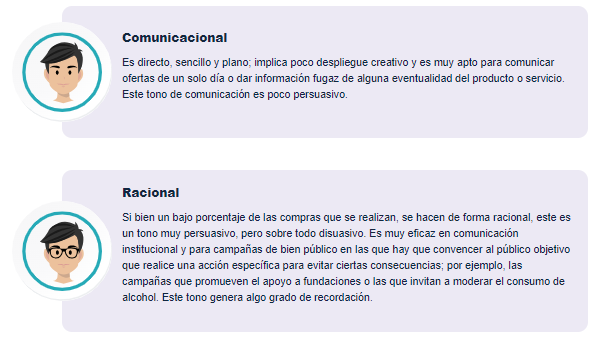 Comunicacional
Es directo, sencillo y plano; implica poco despliegue creativo y es muy apto para comunicar
ofertas de un solo día o dar información fugaz de alguna eventualidad del producto o servicio.
Este tono de comunicación es poco persuasivo.
Racional
Si bien un bajo porcentaje de las compras que se realizan, se hacen de forma racional, este es
un tono muy persuasivo, pero sobre todo disuasivo. Es muy eficaz en comunicación
institucional y para campañas de bien público en las que hay que convencer al público objetivo
que realice una acción específica para evitar ciertas consecuencias; por ejemplo, las
campañas que promueven el apoyo a fundaciones o las que invitan a moderar el consumo de
alcohol. Este tono genera algo grado de recordación.